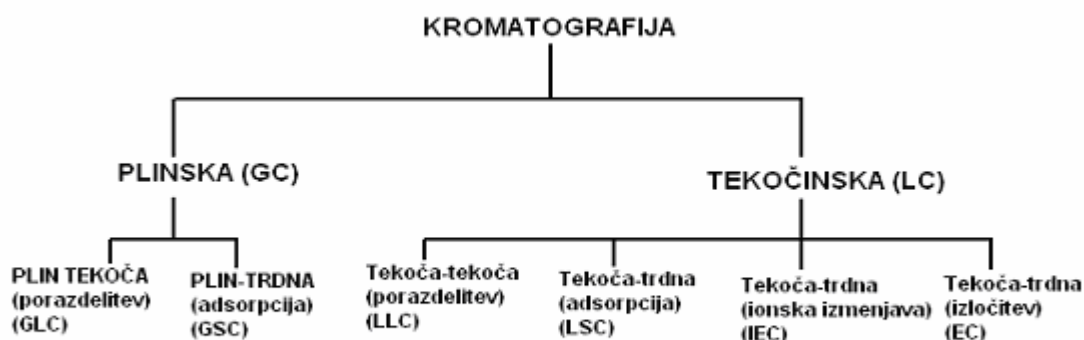 KROMATOGRAFIJA
PLINSKA (GC)
TEKOČINSKA (LC)
PLIN TEKOČA
(porazdelitev)
(GLC)
PLIN-TRDNA
(adsorpcija)
(GSC)
Tekoča-tekoča
(porazdelitev)
(LLC)
Tekoča-trdna
(adsorpcija)
(LSC)
Tekoča-trdna
(ionska izmenjava)
(IEC)
Tekoča-trdna
(izločitev)
(EC)